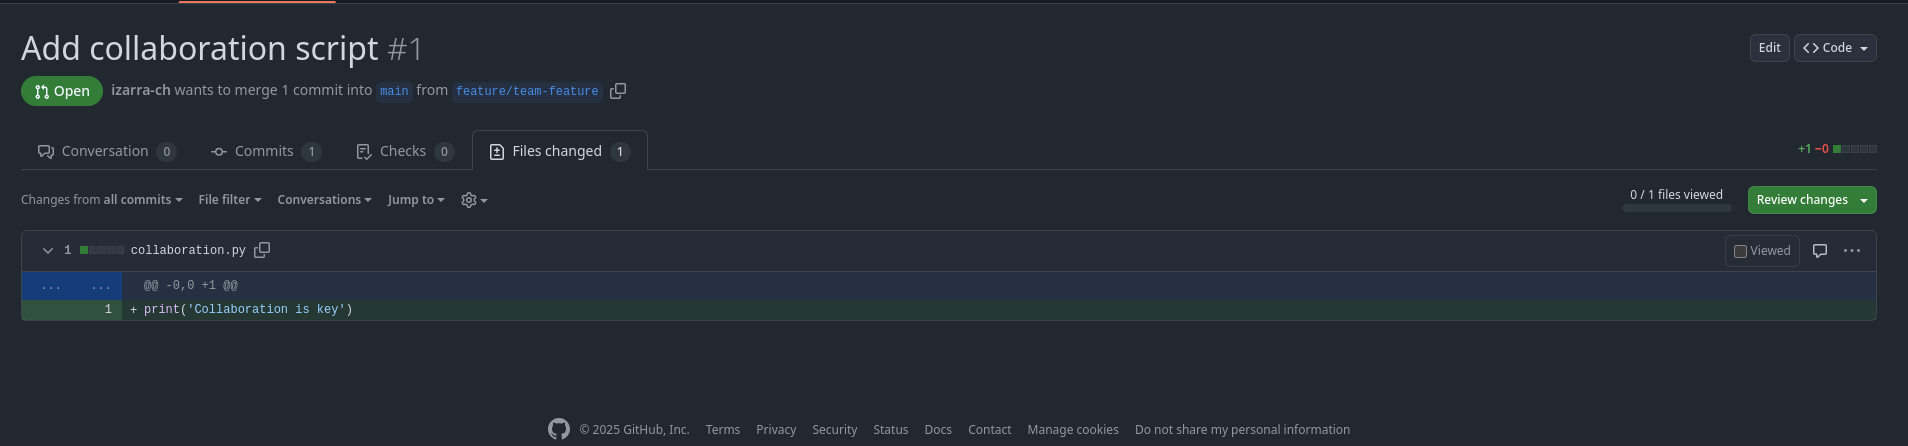 Add collaboration script #1
Edit
Code
Open
izarra-ch wants to merge 1 commit into main from feature/team-feature
Conversation 0
Commits 1
Checks 0
Files changed 1
+1 −0
Changes from all commits
File filter
Conversations
Jump to
0 / 1 files viewed
Review changes
1 collaboration.py
Viewed
... ... @@ -0,0 +1 @@
1 + print('Collaboration is key')
© 2025 GitHub, Inc. Terms Privacy Security Status Docs Contact Manage cookies Do not share my personal information